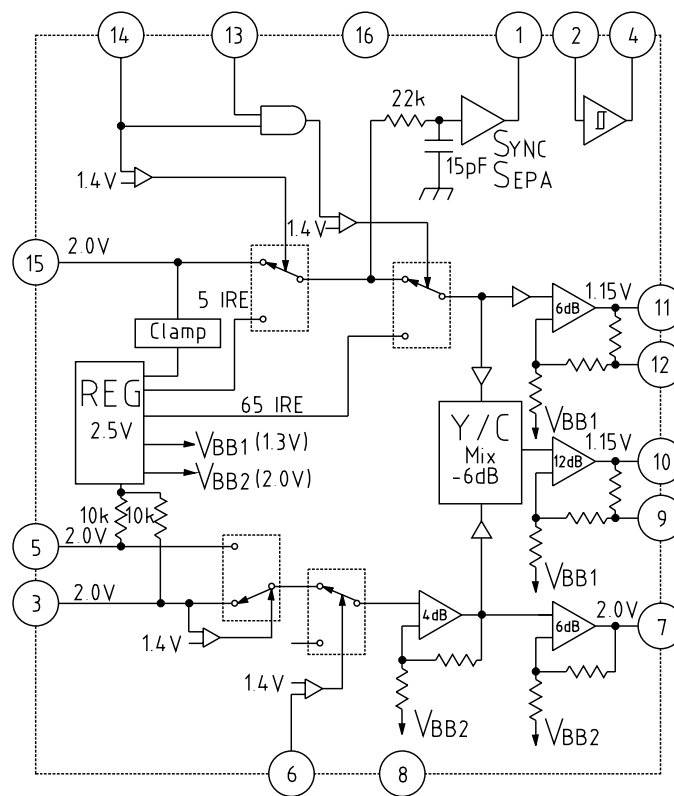 14
13
16
1
2
4
22k
15pF
SYNC
SEPA
1.4V
1.4V
15
2.0V
5 IRE
Clamp
REG
2.5V
65 IRE
VBB1 (1.3V)
VBB2 (2.0V)
6dB
1.15V
11
12
VBB1
Y/C
Mix
-6dB
12dB
1.15V
10
9
VBB1
10k
10k
5
2.0V
3
2.0V
1.4V
1.4V
4dB
VBB2
6dB
2.0V
7
VBB2
6
8